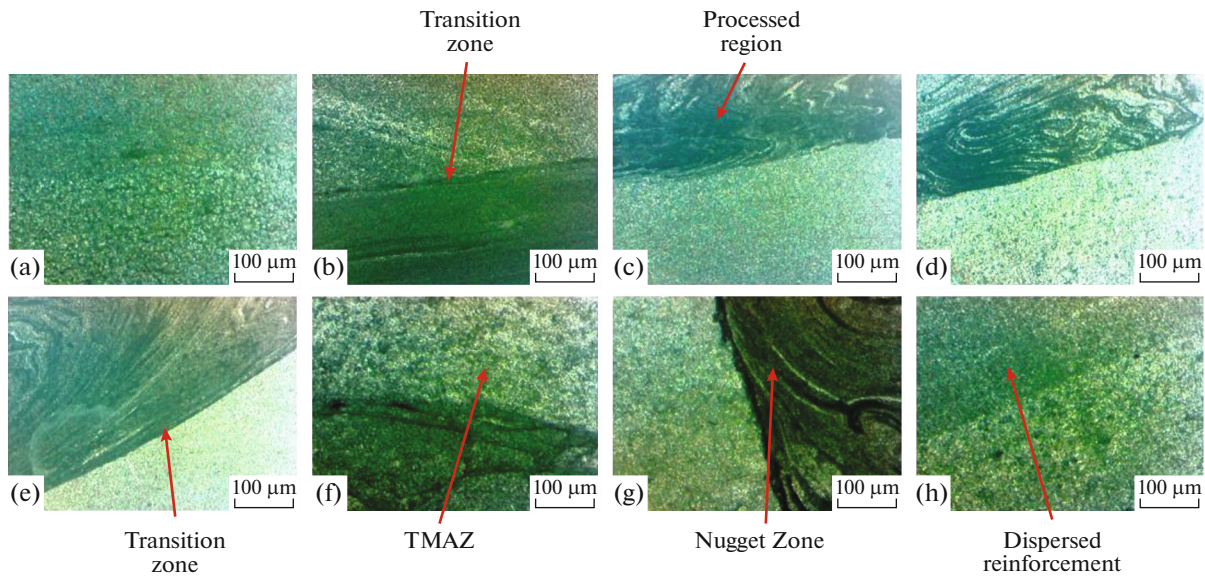 Transition
zone
Processed
region
(a)
100 μm
(b)
100 μm
(c)
100 μm
(d)
100 μm
(e)
100 μm
(f)
100 μm
(g)
100 μm
(h)
100 μm
Transition
zone
TMAZ
Nugget Zone
Dispersed
reinforcement